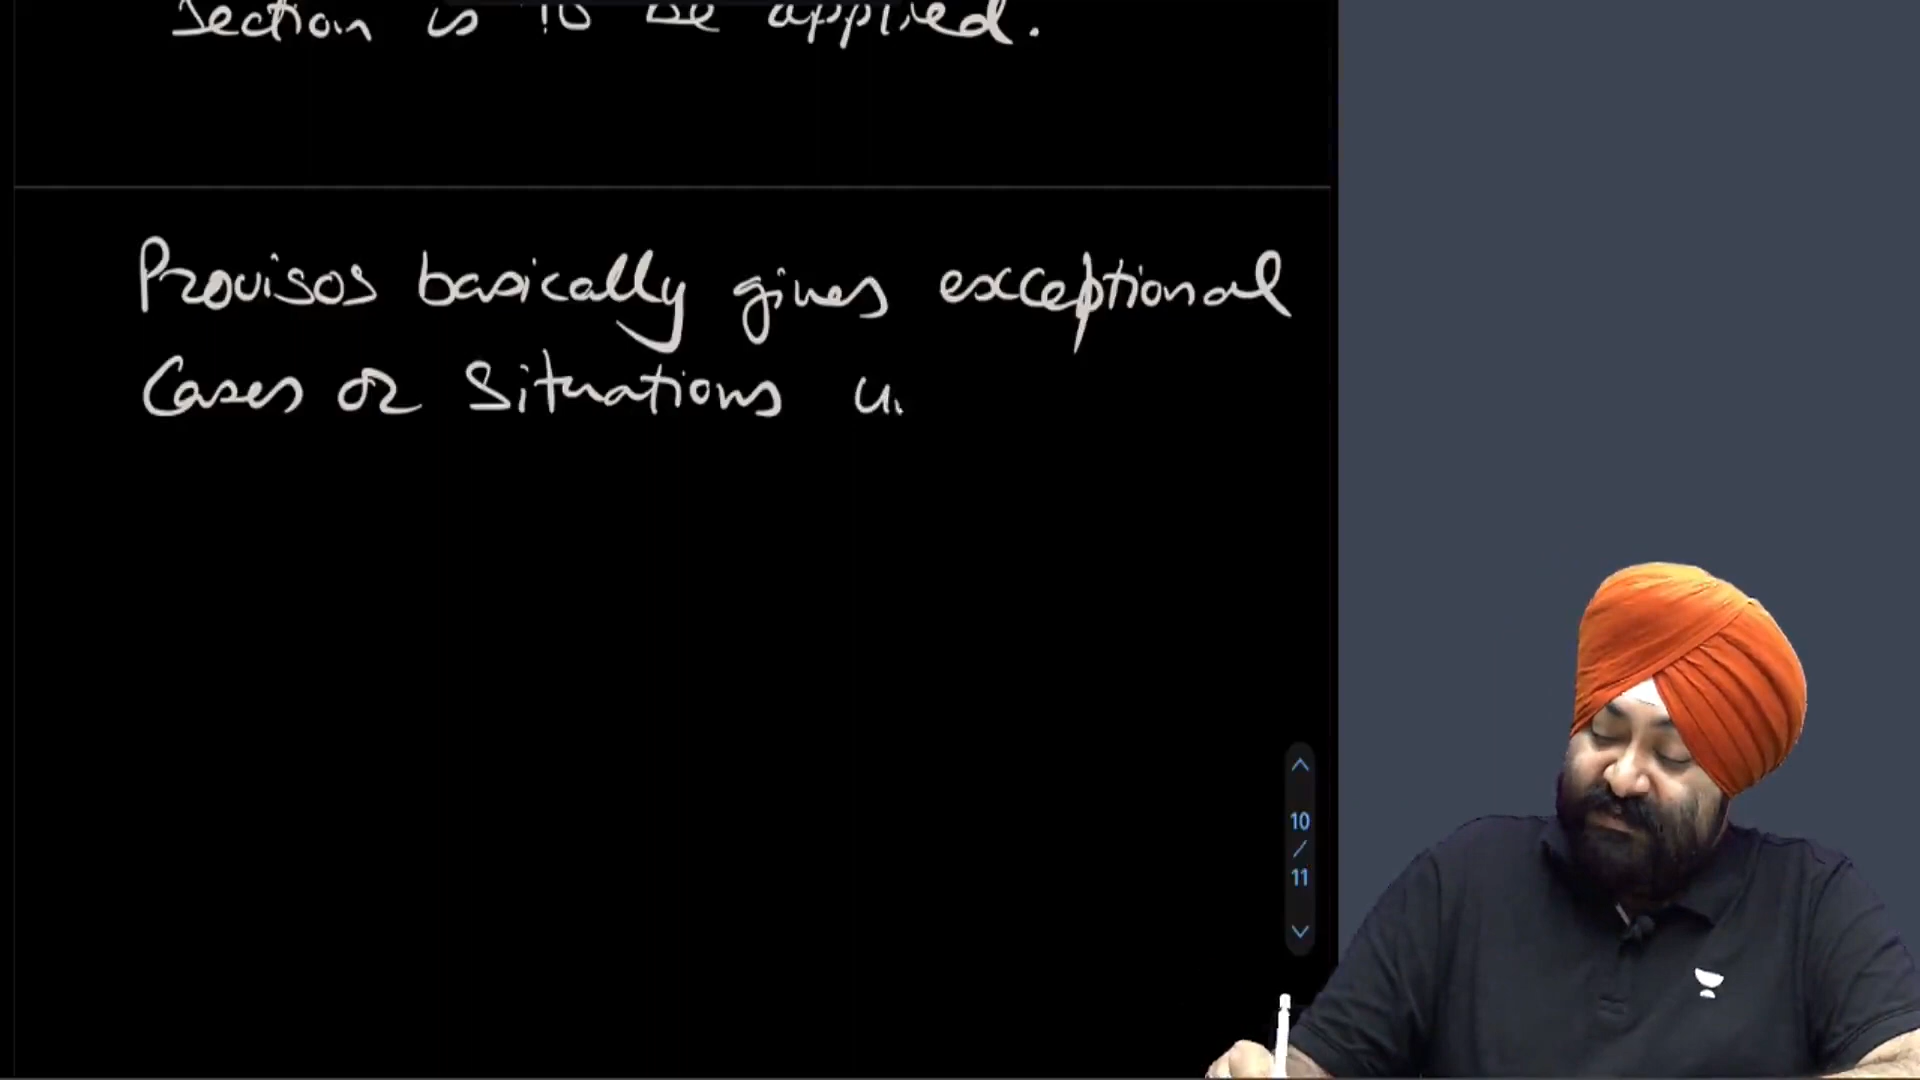 Section is to be applied.
Provisos basically gives exceptional
Cases or Situations
10
/
11